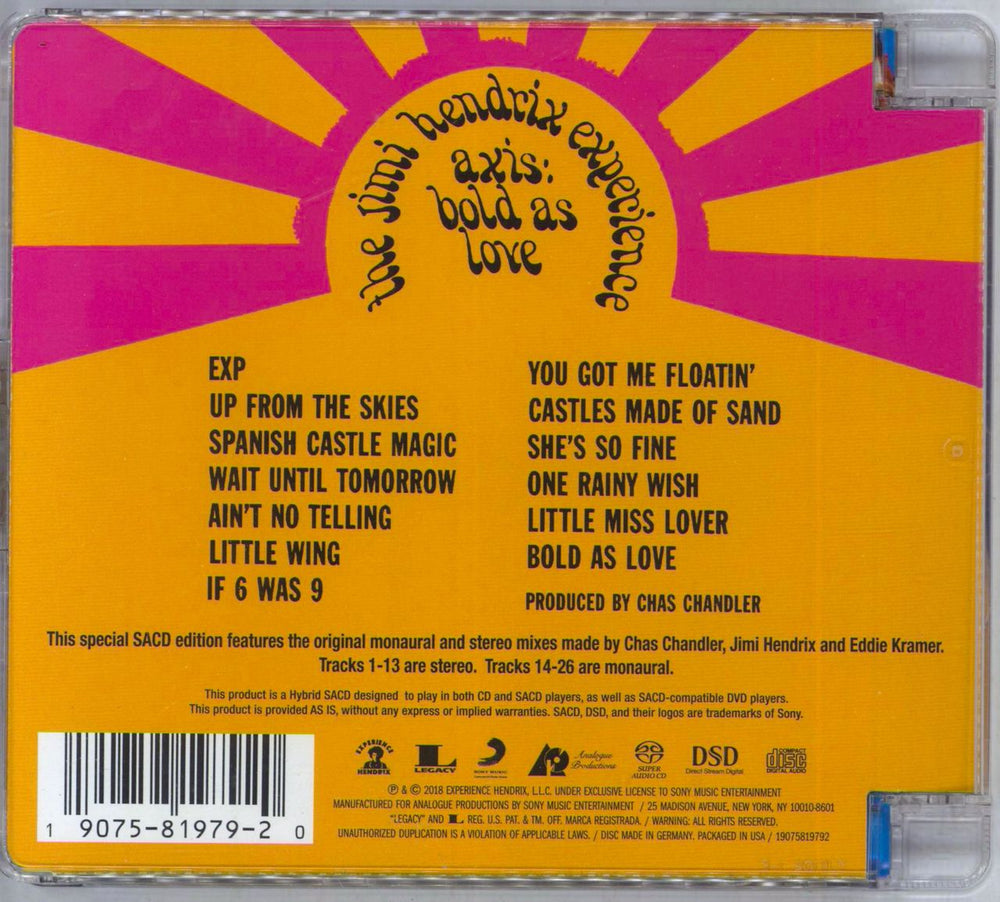 the jimi hendrix experience
axis:
bold as
love
EXP
UP FROM THE SKIES
SPANISH CASTLE MAGIC
WAIT UNTIL TOMORROW
AIN'T NO TELLING
LITTLE WING
IF 6 WAS 9
YOU GOT ME FLOATIN'
CASTLES MADE OF SAND
SHE'S SO FINE
ONE RAINY WISH
LITTLE MISS LOVER
BOLD AS LOVE
PRODUCED BY CHAS CHANDLER
This special SACD edition features the original monaural and stereo mixes made by Chas Chandler, Jimi Hendrix and Eddie Kramer.
Tracks 1-13 are stereo. Tracks 14-26 are monaural.
This product is a Hybrid SACD designed to play in both CD and SACD players, as well as SACD-compatible DVD players.
This product is provided AS IS, without any express or implied warranties. SACD, DSD, and their logos are trademarks of Sony.
EXPERIENCE
HENDRIX
L
LEGACY
SONY MUSIC
AP
Analogue
Productions
SUPER
AUDIO CD
DSD
Direct Stream Digital
COMPACT
disc
DIGITAL AUDIO
℗ & © 2018 EXPERIENCE HENDRIX, L.L.C. UNDER EXCLUSIVE LICENSE TO SONY MUSIC ENTERTAINMENT
MANUFACTURED FOR ANALOGUE PRODUCTIONS BY SONY MUSIC ENTERTAINMENT / 25 MADISON AVENUE, NEW YORK, NY 10010-8601
"LEGACY" AND L REG. U.S. PAT. & TM. OFF. MARCA REGISTRADA. / WARNING: ALL RIGHTS RESERVED.
UNAUTHORIZED DUPLICATION IS A VIOLATION OF APPLICABLE LAWS. / DISC MADE IN GERMANY. PACKAGED IN USA / 19075819792
1 9075-81979-2 0